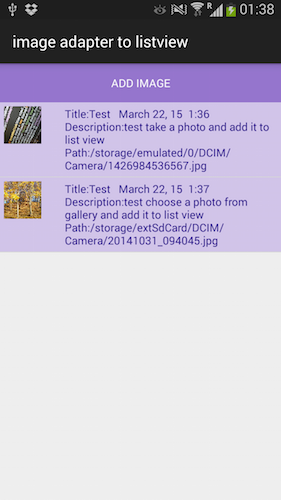 R
01:38
image adapter to listview
ADD IMAGE
Title:Test   March 22, 15  1:36
Description:test take a photo and add it to
list view
Path:/storage/emulated/0/DCIM/
Camera/1426984536567.jpg
Title:Test   March 22, 15  1:37
Description:test choose a photo from
gallery and add it to list view
Path:/storage/extSdCard/DCIM/
Camera/20141031_094045.jpg